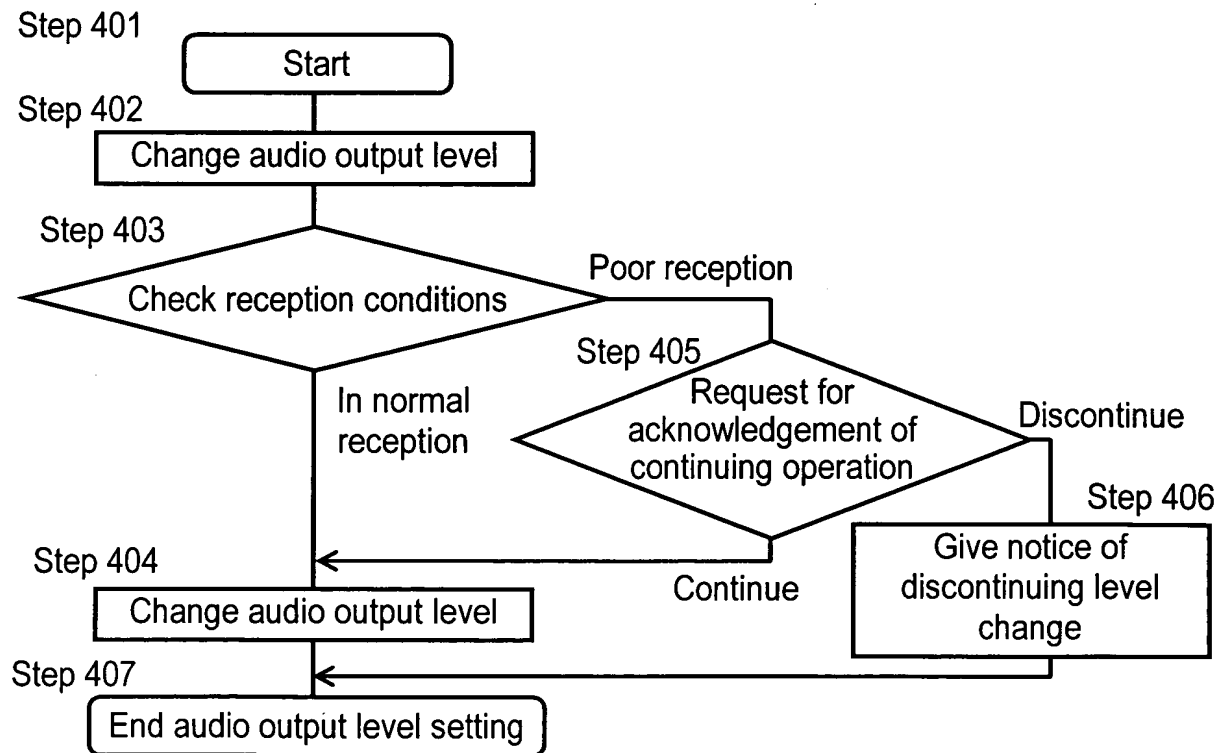 Step 401
Start
Step 402
Change audio output level
Step 403
Check reception conditions
Poor reception
In normal
reception
Step 405
Request for
acknowledgement of
continuing operation
Discontinue
Step 406
Give notice of
discontinuing level
change
Continue
Step 404
Change audio output level
Step 407
End audio output level setting